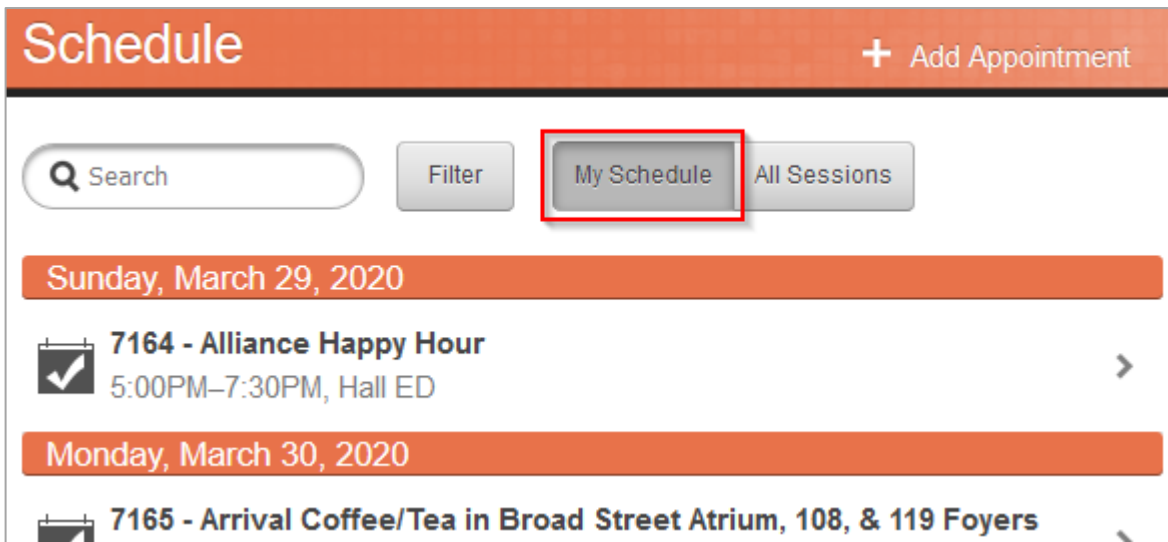 Schedule
+ Add Appointment
Search
Filter
My Schedule
All Sessions
Sunday, March 29, 2020
7164 - Alliance Happy Hour
5:00PM–7:30PM, Hall ED
Monday, March 30, 2020
7165 - Arrival Coffee/Tea in Broad Street Atrium, 108, & 119 Foyers